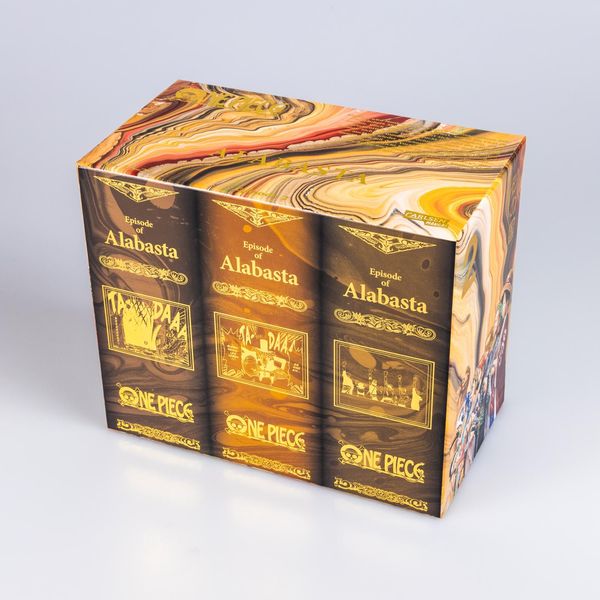 ALABASTA
CARLSEN
Episode
of
Alabasta
TA
DAA
ONE PIECE
Episode
of
Alabasta
TA
DAA
ONE PIECE
Episode
of
Alabasta
ONE PIECE